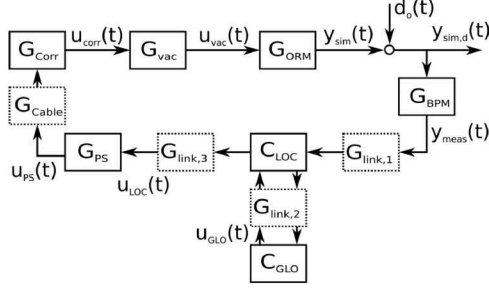 d_o(t)
u_corr(t) u_vac(t) y_sim(t) y_sim,d(t)
G_Corr G_vac G_ORM
G_Cable G_BPM
y_meas(t)
G_PS G_link,3 C_LOC G_link,1
u_PS(t) u_LOC(t)
G_link,2
u_GLO(t)
C_GLO